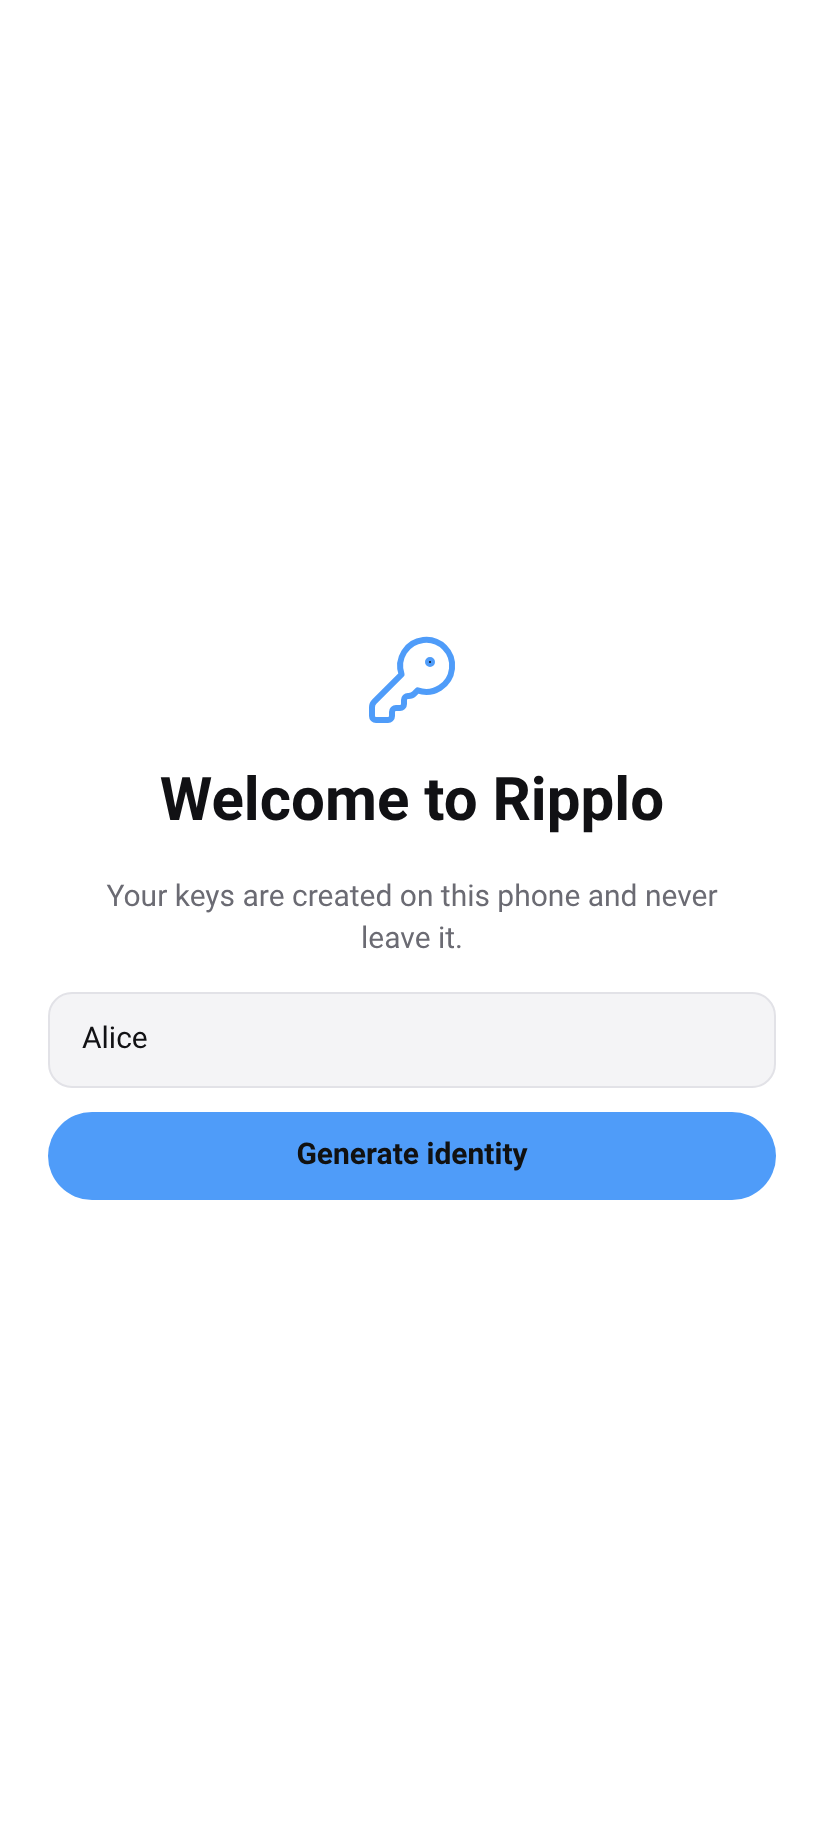 Welcome to Ripplo
Your keys are created on this phone and never
leave it.
Alice
Generate identity